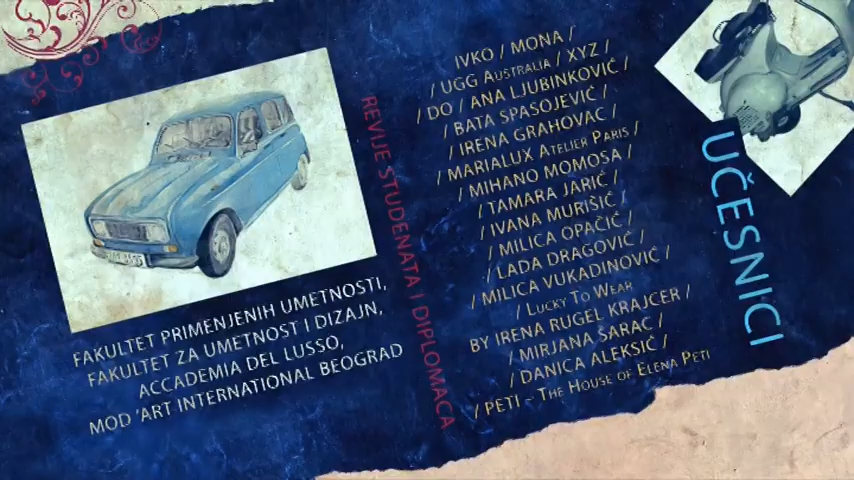 FAKULTET PRIMENJENIH UMETNOSTI,
FAKULTET ZA UMETNOST I DIZAJN,
ACCADEMIA DEL LUSSO,
MOD 'ART INTERNATIONAL BEOGRAD
REVIJE STUDENATA I DIPLOMACA
IVKO / MONA /
/ UGG AUSTRALIA / XYZ /
/ DO / ANA LJUBINKOVIĆ /
/ BATA SPASOJEVIĆ /
/ IRENA GRAHOVAC /
/ MARIALUX ATELIER PARIS /
/ MIHANO MOMOSA /
/ TAMARA JARIĆ /
/ IVANA MURIŠIĆ /
/ MILICA OPAČIĆ /
/ LADA DRAGOVIĆ /
/ MILICA VUKADINOVIĆ /
/ LUCKY TO WEAR
BY IRENA RUGEL KRAJCER /
/ MIRJANA SARAC /
/ DANICA ALEKSIĆ /
/ PETI - THE HOUSE OF ELENA PETI
UČESNICI